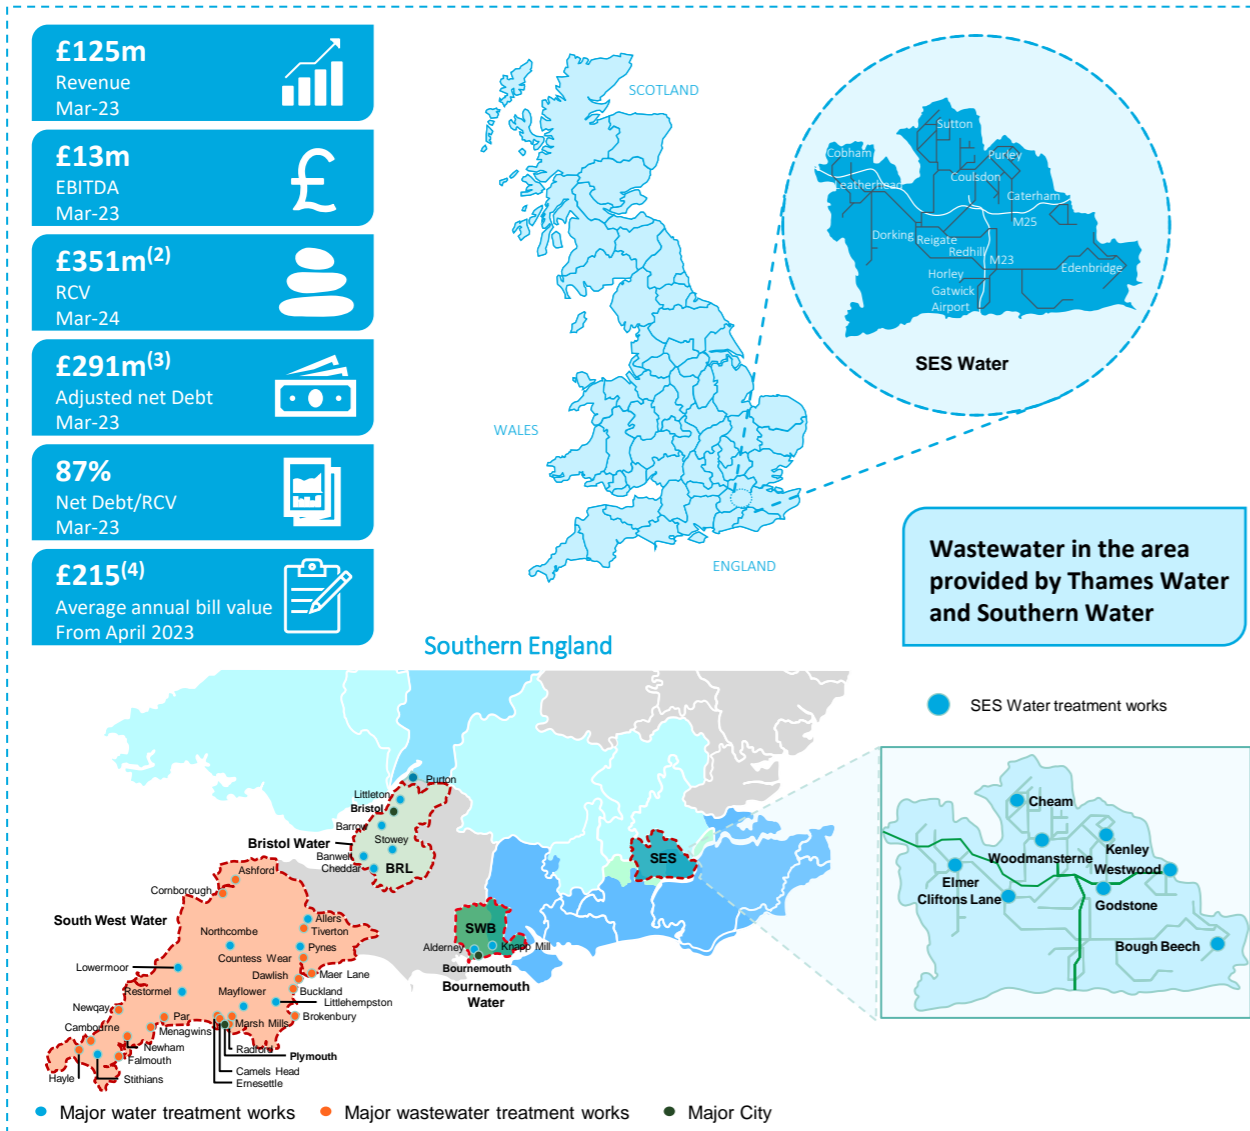 £125m
Revenue
Mar-23
£13m
EBITDA
Mar-23
£351m(2)
RCV
Mar-24
£291m(3)
Adjusted net Debt
Mar-23
87%
Net Debt/RCV
Mar-23
£215(4)
Average annual bill value
From April 2023
SCOTLAND
WALES
ENGLAND
Sutton
Cobham
Purley
Coulsdon
Leatherhead
Caterham
M25
Dorking
Reigate
Redhill
M23
Edenbridge
Horley
Gatwick
Airport
SES Water
Wastewater in the area
provided by Thames Water
and Southern Water
Southern England
SES Water treatment works
Purton
Littleton
Bristol
Barrow
Stowey
Bristol Water
Banwell
Cheddar
BRL
SES
Ashford
Cornborough
South West Water
Allers
Tiverton
Northcombe
Pynes
Countess Wear
Lowermoor
Dawlish
Maer Lane
Restormel
Mayflower
Buckland
Littlehempston
Newqay
Par
Brokenbury
Cambourne
Menagwins
Marsh Mills
Newham
Radford
Falmouth
Plymouth
Hayle
Stithians
Camels Head
Ernesettle
SWB
Alderney
Knapp Mill
Bournemouth
Bournemouth
Water
Cheam
Kenley
Woodmansterne
Westwood
Elmer
Cliftons Lane
Godstone
Bough Beech
Major water treatment works
Major wastewater treatment works
Major City